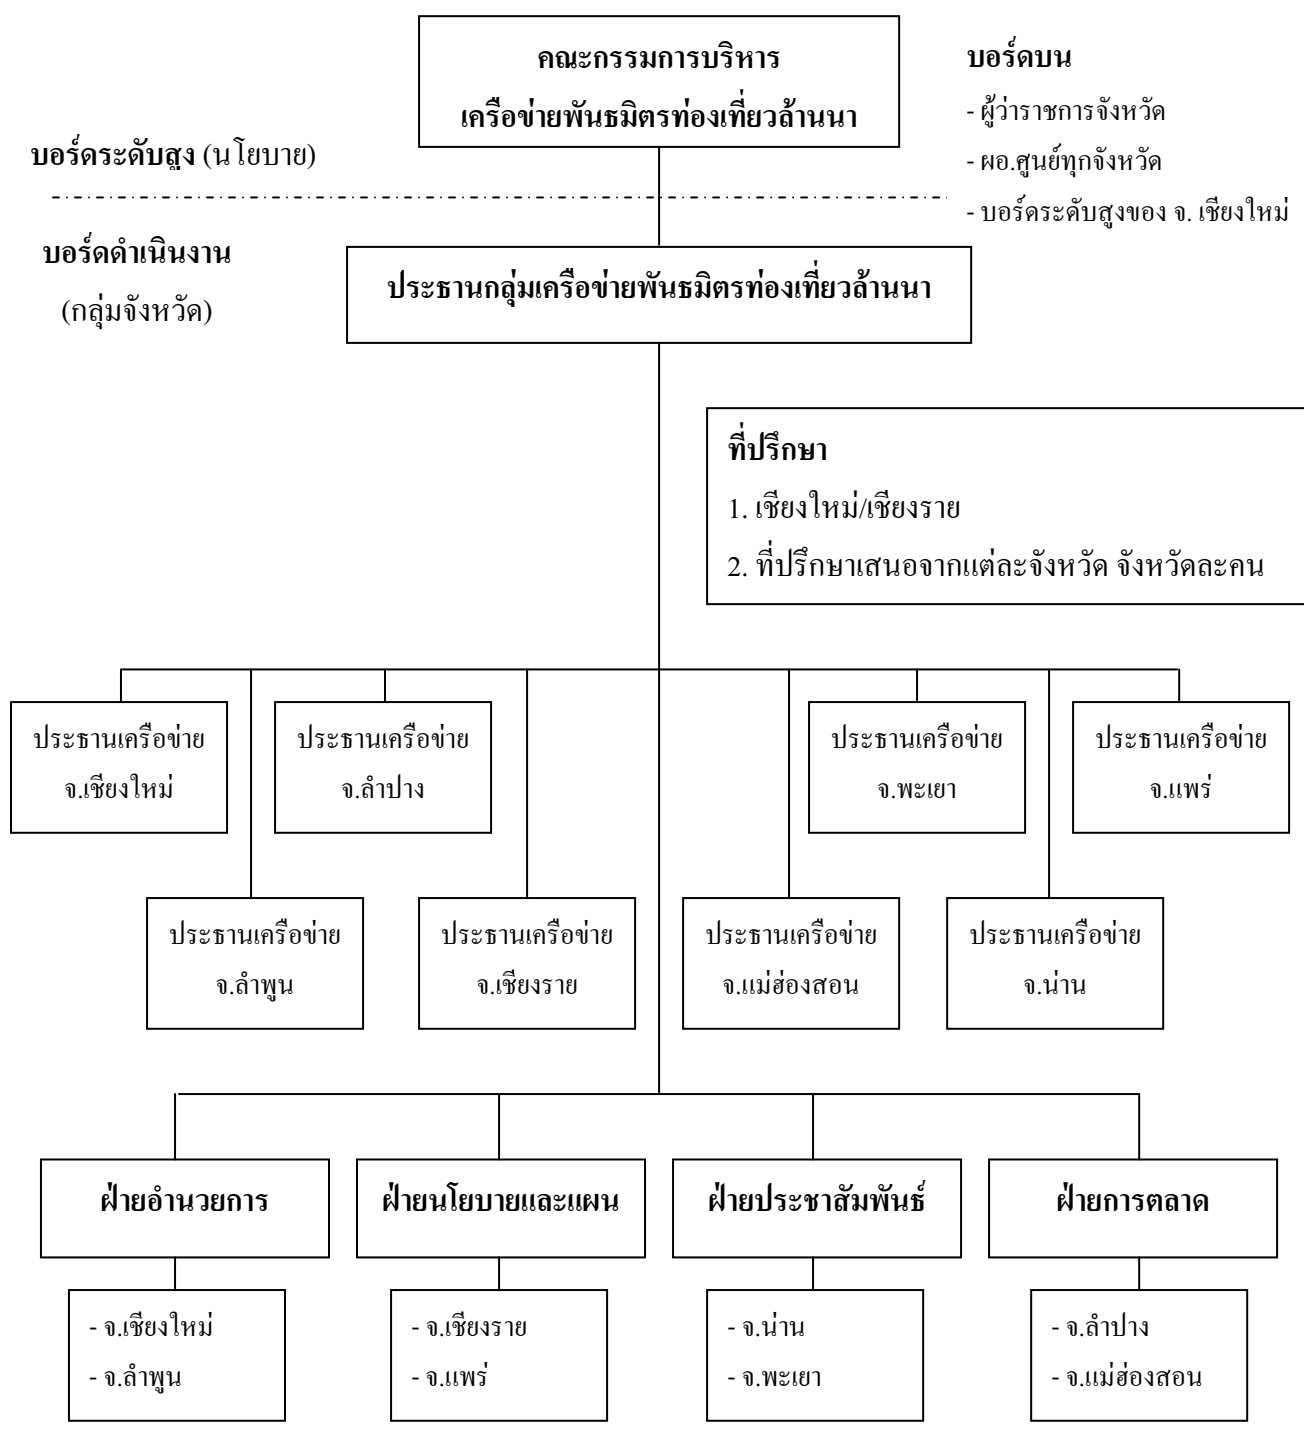 คณะกรรมการบริหาร
เครือข่ายพันธมิตรท่องเที่ยวล้านนา
บอร์ดบน
- ผู้ว่าราชการจังหวัด
- ผอ.ศูนย์ทุกจังหวัด
- บอร์ดระดับสูงของ จ. เชียงใหม่
บอร์ดระดับสูง (นโยบาย)
บอร์ดดำเนินงาน
(กลุ่มจังหวัด)
ประธานกลุ่มเครือข่ายพันธมิตรท่องเที่ยวล้านนา
ที่ปรึกษา
1. เชียงใหม่/เชียงราย
2. ที่ปรึกษาเสนอจากแต่ละจังหวัด จังหวัดละคน
ประธานเครือข่าย
จ.เชียงใหม่
ประธานเครือข่าย
จ.ลำปาง
ประธานเครือข่าย
จ.พะเยา
ประธานเครือข่าย
จ.แพร่
ประธานเครือข่าย
จ.ลำพูน
ประธานเครือข่าย
จ.เชียงราย
ประธานเครือข่าย
จ.แม่ฮ่องสอน
ประธานเครือข่าย
จ.น่าน
ฝ่ายอำนวยการ
ฝ่ายนโยบายและแผน
ฝ่ายประชาสัมพันธ์
ฝ่ายการตลาด
- จ.เชียงใหม่
- จ.ลำพูน
- จ.เชียงราย
- จ.แพร่
- จ.น่าน
- จ.พะเยา
- จ.ลำปาง
- จ.แม่ฮ่องสอน